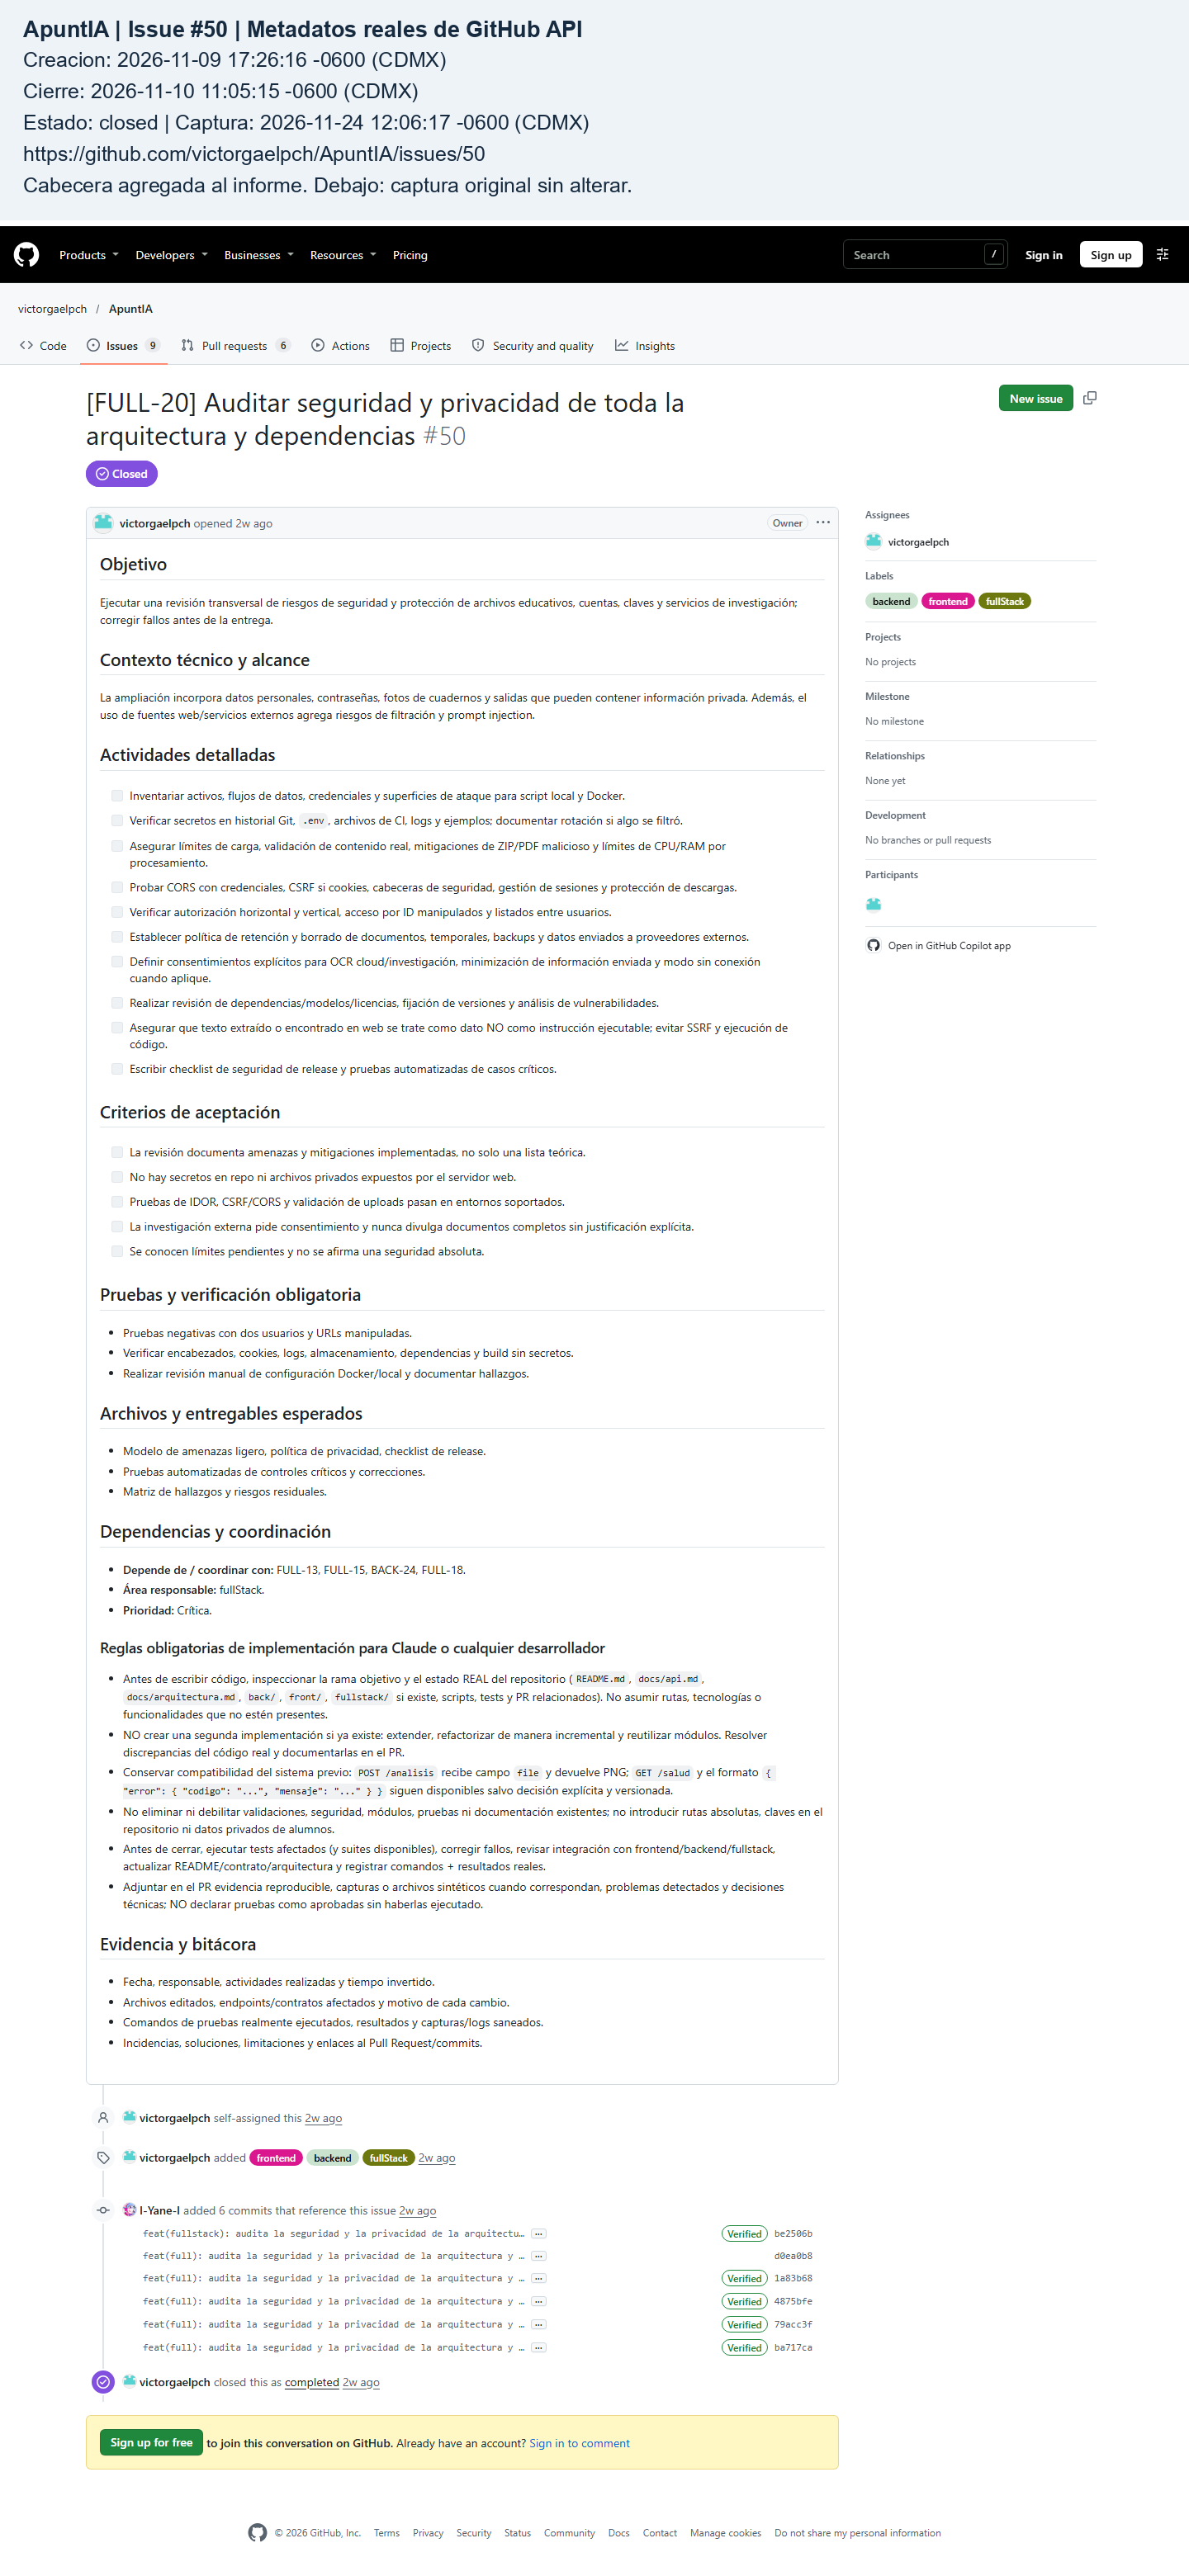 ApuntIA | Issue #50 | Metadatos reales de GitHub API
Creacion: 2026-11-09 17:26:16 -0600 (CDMX)
Cierre: 2026-11-10 11:05:15 -0600 (CDMX)
Estado: closed | Captura: 2026-11-24 12:06:17 -0600 (CDMX)
https://github.com/victorgaelpch/ApuntIA/issues/50
Cabecera agregada al informe. Debajo: captura original sin alterar.
Products Developers Businesses Resources Pricing Search / Sign in Sign up
victorgaelpch / ApuntIA
Code Issues 9 Pull requests 6 Actions Projects Security and quality Insights
[FULL-20] Auditar seguridad y privacidad de toda la
arquitectura y dependencias #50
New issue
Closed
victorgaelpch opened 2w ago Owner ...
Objetivo
Ejecutar una revisión transversal de riesgos de seguridad y protección de archivos educativos, cuentas, claves y servicios de investigación;
corregir fallos antes de la entrega.
Contexto técnico y alcance
La ampliación incorpora datos personales, contraseñas, fotos de cuadernos y salidas que pueden contener información privada. Además, el
uso de fuentes web/servicios externos agrega riesgos de filtración y prompt injection.
Actividades detalladas
Inventariar activos, flujos de datos, credenciales y superficies de ataque para script local y Docker.
Verificar secretos en historial Git, .env, archivos de CI, logs y ejemplos; documentar rotación si algo se filtró.
Asegurar límites de carga, validación de contenido real, mitigaciones de ZIP/PDF malicioso y límites de CPU/RAM por
procesamiento.
Probar CORS con credenciales, CSRF si cookies, cabeceras de seguridad, gestión de sesiones y protección de descargas.
Verificar autorización horizontal y vertical, acceso por ID manipulados y listados entre usuarios.
Establecer política de retención y borrado de documentos, temporales, backups y datos enviados a proveedores externos.
Definir consentimientos explícitos para OCR cloud/investigación, minimización de información enviada y modo sin conexión
cuando aplique.
Realizar revisión de dependencias/modelos/licencias, fijación de versiones y análisis de vulnerabilidades.
Asegurar que texto extraído o encontrado en web se trate como dato NO como instrucción ejecutable; evitar SSRF y ejecución de
código.
Escribir checklist de seguridad de release y pruebas automatizadas de casos críticos.
Criterios de aceptación
La revisión documenta amenazas y mitigaciones implementadas, no solo una lista teórica.
No hay secretos en repo ni archivos privados expuestos por el servidor web.
Pruebas de IDOR, CSRF/CORS y validación de uploads pasan en entornos soportados.
La investigación externa pide consentimiento y nunca divulga documentos completos sin justificación explícita.
Se conocen límites pendientes y no se afirma una seguridad absoluta.
Pruebas y verificación obligatoria
• Pruebas negativas con dos usuarios y URLs manipuladas.
• Verificar encabezados, cookies, logs, almacenamiento, dependencias y build sin secretos.
• Realizar revisión manual de configuración Docker/local y documentar hallazgos.
Archivos y entregables esperados
• Modelo de amenazas ligero, política de privacidad, checklist de release.
• Pruebas automatizadas de controles críticos y correcciones.
• Matriz de hallazgos y riesgos residuales.
Dependencias y coordinación
• Depende de / coordinar con: FULL-13, FULL-15, BACK-24, FULL-18.
• Área responsable: fullStack.
• Prioridad: Crítica.
Reglas obligatorias de implementación para Claude o cualquier desarrollador
• Antes de escribir código, inspeccionar la rama objetivo y el estado REAL del repositorio (README.md, docs/api.md,
docs/arquitectura.md, back/, front/, fullstack/ si existe, scripts, tests y PR relacionados). No asumir rutas, tecnologías o
funcionalidades que no estén presentes.
• NO crear una segunda implementación si ya existe: extender, refactorizar de manera incremental y reutilizar módulos. Resolver
discrepancias del código real y documentarlas en el PR.
• Conservar compatibilidad del sistema previo: POST /analisis recibe campo file y devuelve PNG; GET /salud y el formato {
"error": { "codigo": "...", "mensaje": "..." } } siguen disponibles salvo decisión explícita y versionada.
• No eliminar ni debilitar validaciones, seguridad, módulos, pruebas ni documentación existentes; no introducir rutas absolutas, claves en el
repositorio ni datos privados de alumnos.
• Antes de cerrar, ejecutar tests afectados (y suites disponibles), corregir fallos, revisar integración con frontend/backend/fullstack,
actualizar README/contrato/arquitectura y registrar comandos + resultados reales.
• Adjuntar en el PR evidencia reproducible, capturas o archivos sintéticos cuando correspondan, problemas detectados y decisiones
técnicas; NO declarar pruebas como aprobadas sin haberlas ejecutado.
Evidencia y bitácora
• Fecha, responsable, actividades realizadas y tiempo invertido.
• Archivos editados, endpoints/contratos afectados y motivo de cada cambio.
• Comandos de pruebas realmente ejecutados, resultados y capturas/logs saneados.
• Incidencias, soluciones, limitaciones y enlaces al Pull Request/commits.
Assignees
victorgaelpch
Labels
backend frontend fullStack
Projects
No projects
Milestone
No milestone
Relationships
None yet
Development
No branches or pull requests
Participants
Open in GitHub Copilot app
victorgaelpch self-assigned this 2w ago
victorgaelpch added frontend backend fullStack 2w ago
I-Yane-I added 6 commits that reference this issue 2w ago
feat(fullstack): audita la seguridad y la privacidad de la arquitectu… ... Verified be2506b
feat(full): audita la seguridad y la privacidad de la arquitectura y … ... d0ea0b8
feat(full): audita la seguridad y la privacidad de la arquitectura y … ... Verified 1a83b68
feat(full): audita la seguridad y la privacidad de la arquitectura y … ... Verified 4875bfe
feat(full): audita la seguridad y la privacidad de la arquitectura y … ... Verified 79acc3f
feat(full): audita la seguridad y la privacidad de la arquitectura y … ... Verified ba717ca
victorgaelpch closed this as completed 2w ago
Sign up for free to join this conversation on GitHub. Already have an account? Sign in to comment
© 2026 GitHub, Inc. Terms Privacy Security Status Community Docs Contact Manage cookies Do not share my personal information